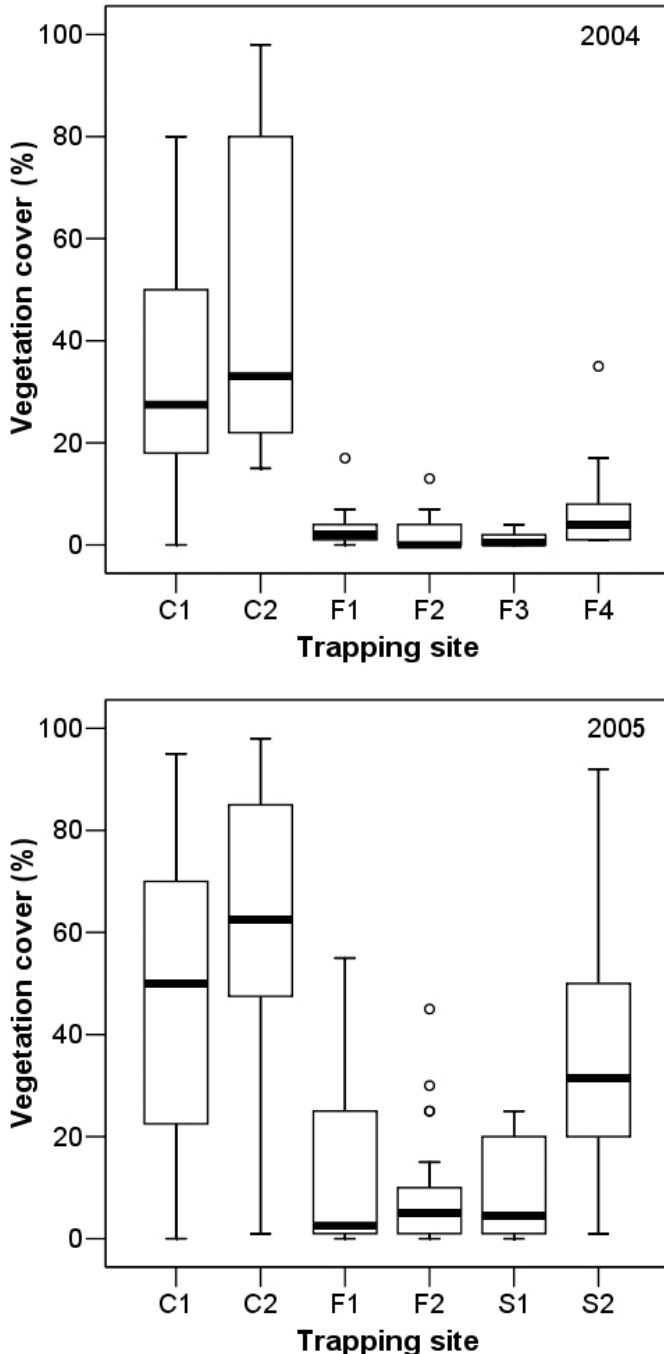 2004
Vegetation cover (%)
100
80
60
40
20
0
C1 C2 F1 F2 F3 F4
Trapping site
2005
Vegetation cover (%)
100
80
60
40
20
0
C1 C2 F1 F2 S1 S2
Trapping site